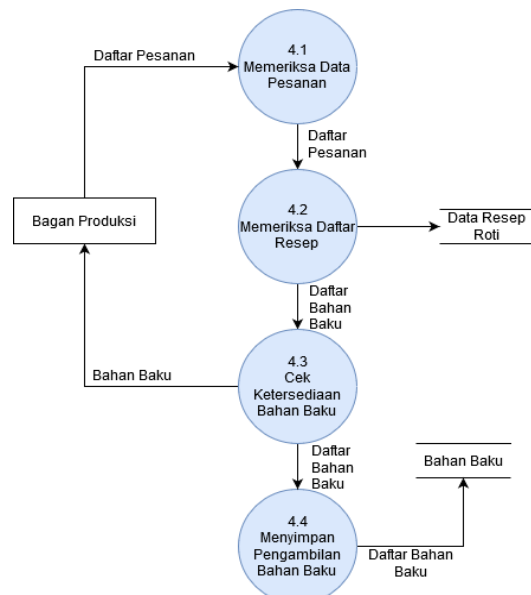 4.1
Memeriksa Data
Pesanan
Daftar Pesanan
Daftar
Pesanan
4.2
Memeriksa Daftar
Resep
Bagan Produksi
Data Resep
Roti
Daftar
Bahan
Baku
4.3
Cek
Ketersediaan
Bahan Baku
Bahan Baku
Daftar
Bahan
Baku
Bahan Baku
4.4
Menyimpan
Pengambilan
Bahan Baku
Daftar Bahan
Baku